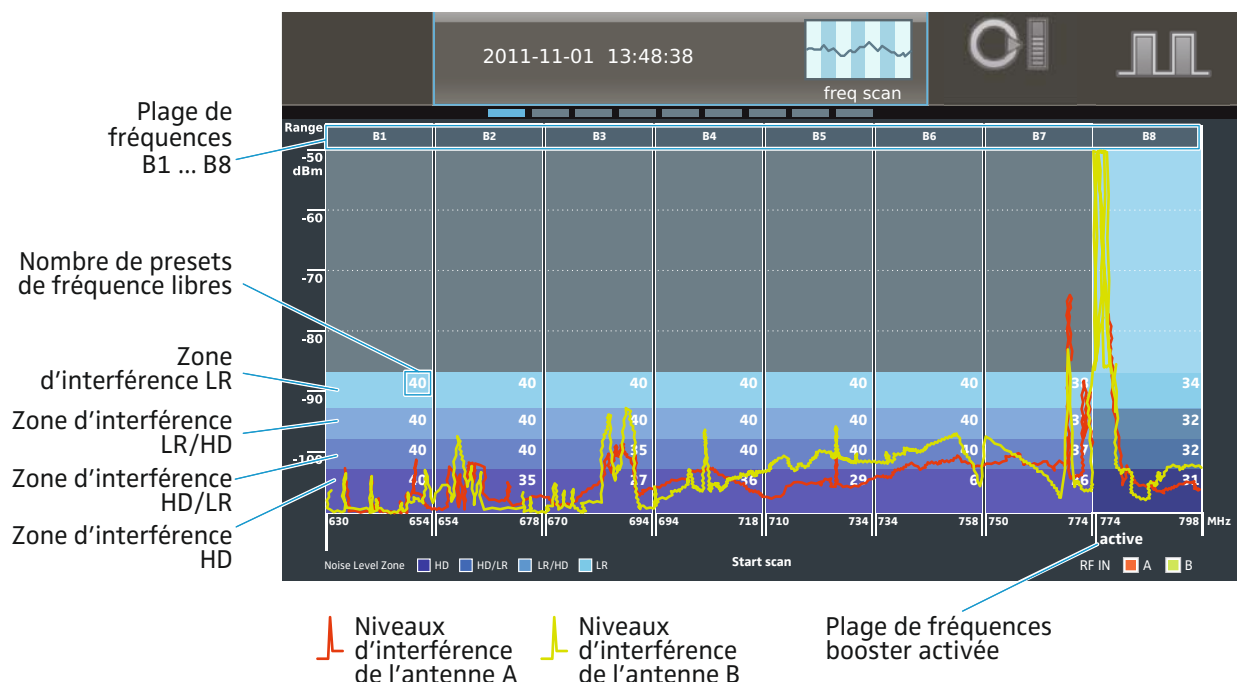 2011-11-01 13:48:38
freq scan
Plage de
fréquences
B1 ... B8
Range
B1 B2 B3 B4 B5 B6 B7 B8
-50
dBm
-60
-70
-80
-90
-100
Nombre de presets
de fréquence libres
Zone
d'interférence LR
Zone d'interférence
LR/HD
Zone d'interférence
HD/LR
Zone d'interférence
HD
40 40 40 40 40 40 34
40 40 40 40 40 40 32
40 40 35 40 40 40 37 32
40 35 27 36 29 6 31
630 654 654 678 670 694 694 718 710 734 734 758 750 774 774 798 MHz
active
Noise Level Zone HD HD/LR LR/HD LR
Start scan
RF IN A B
Niveaux
d'interférence
de l'antenne A
Niveaux
d'interférence
de l'antenne B
Plage de fréquences
booster activée